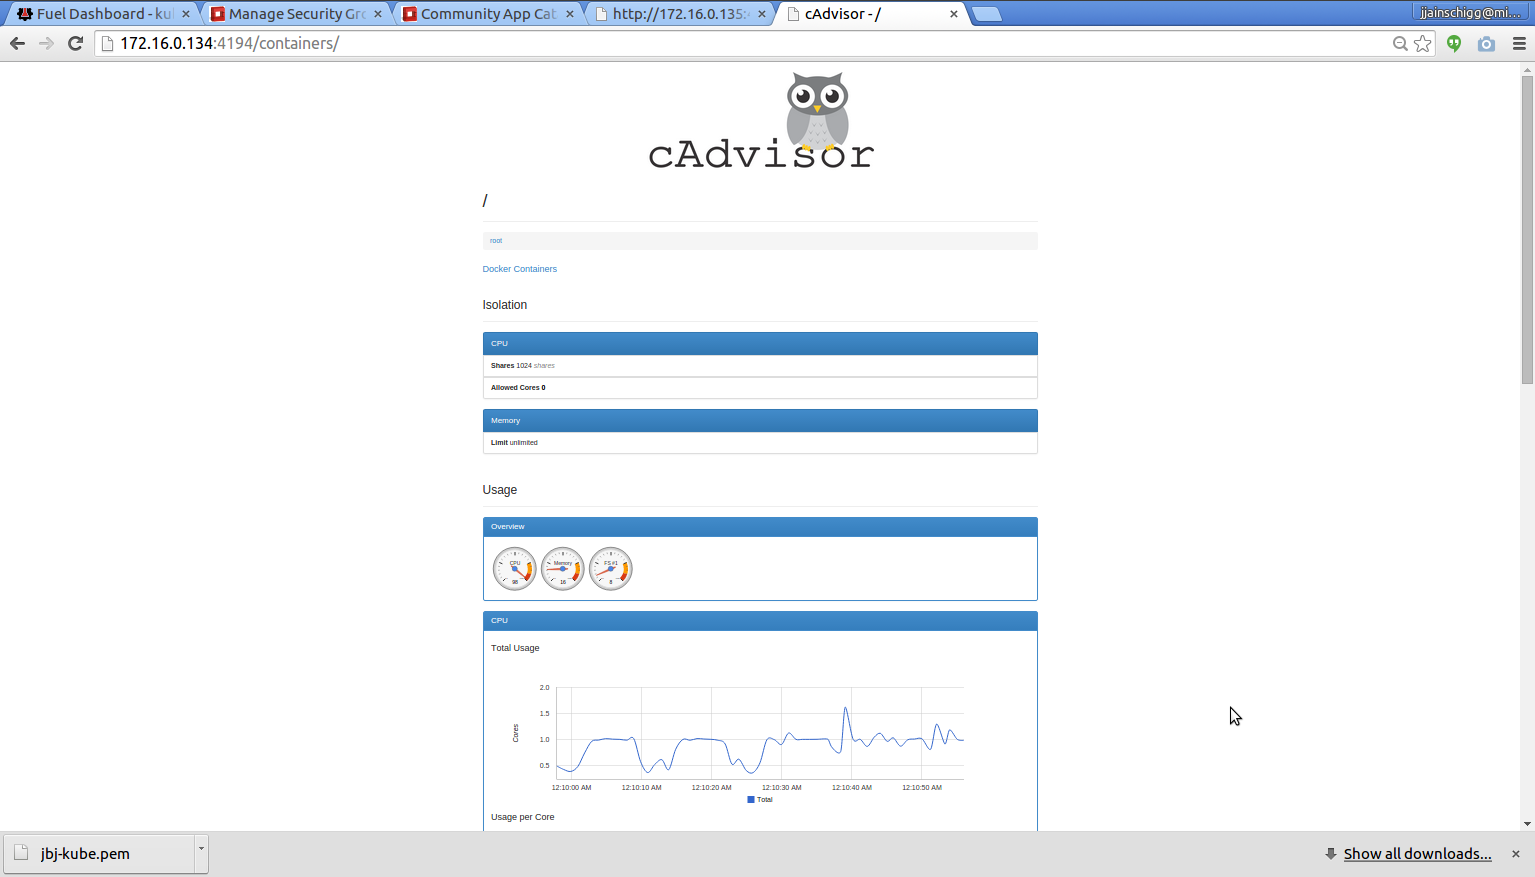 Fuel Dashboard - ku
Manage Security Gr
Community App Cat
http://172.16.0.135:
cAdvisor - /
jjainschigg@mi...
172.16.0.134:4194/containers/
cAdvisor
/
root
Docker Containers
Isolation
CPU
Shares 1024 shares
Allowed Cores 0
Memory
Limit unlimited
Usage
Overview
CPU Memory FS #1
98 16 8
CPU
Total Usage
2.0
1.5
1.0
0.5
Cores
12:10:00 AM 12:10:10 AM 12:10:20 AM 12:10:30 AM 12:10:40 AM 12:10:50 AM
Total
Usage per Core
jbj-kube.pem
Show all downloads...